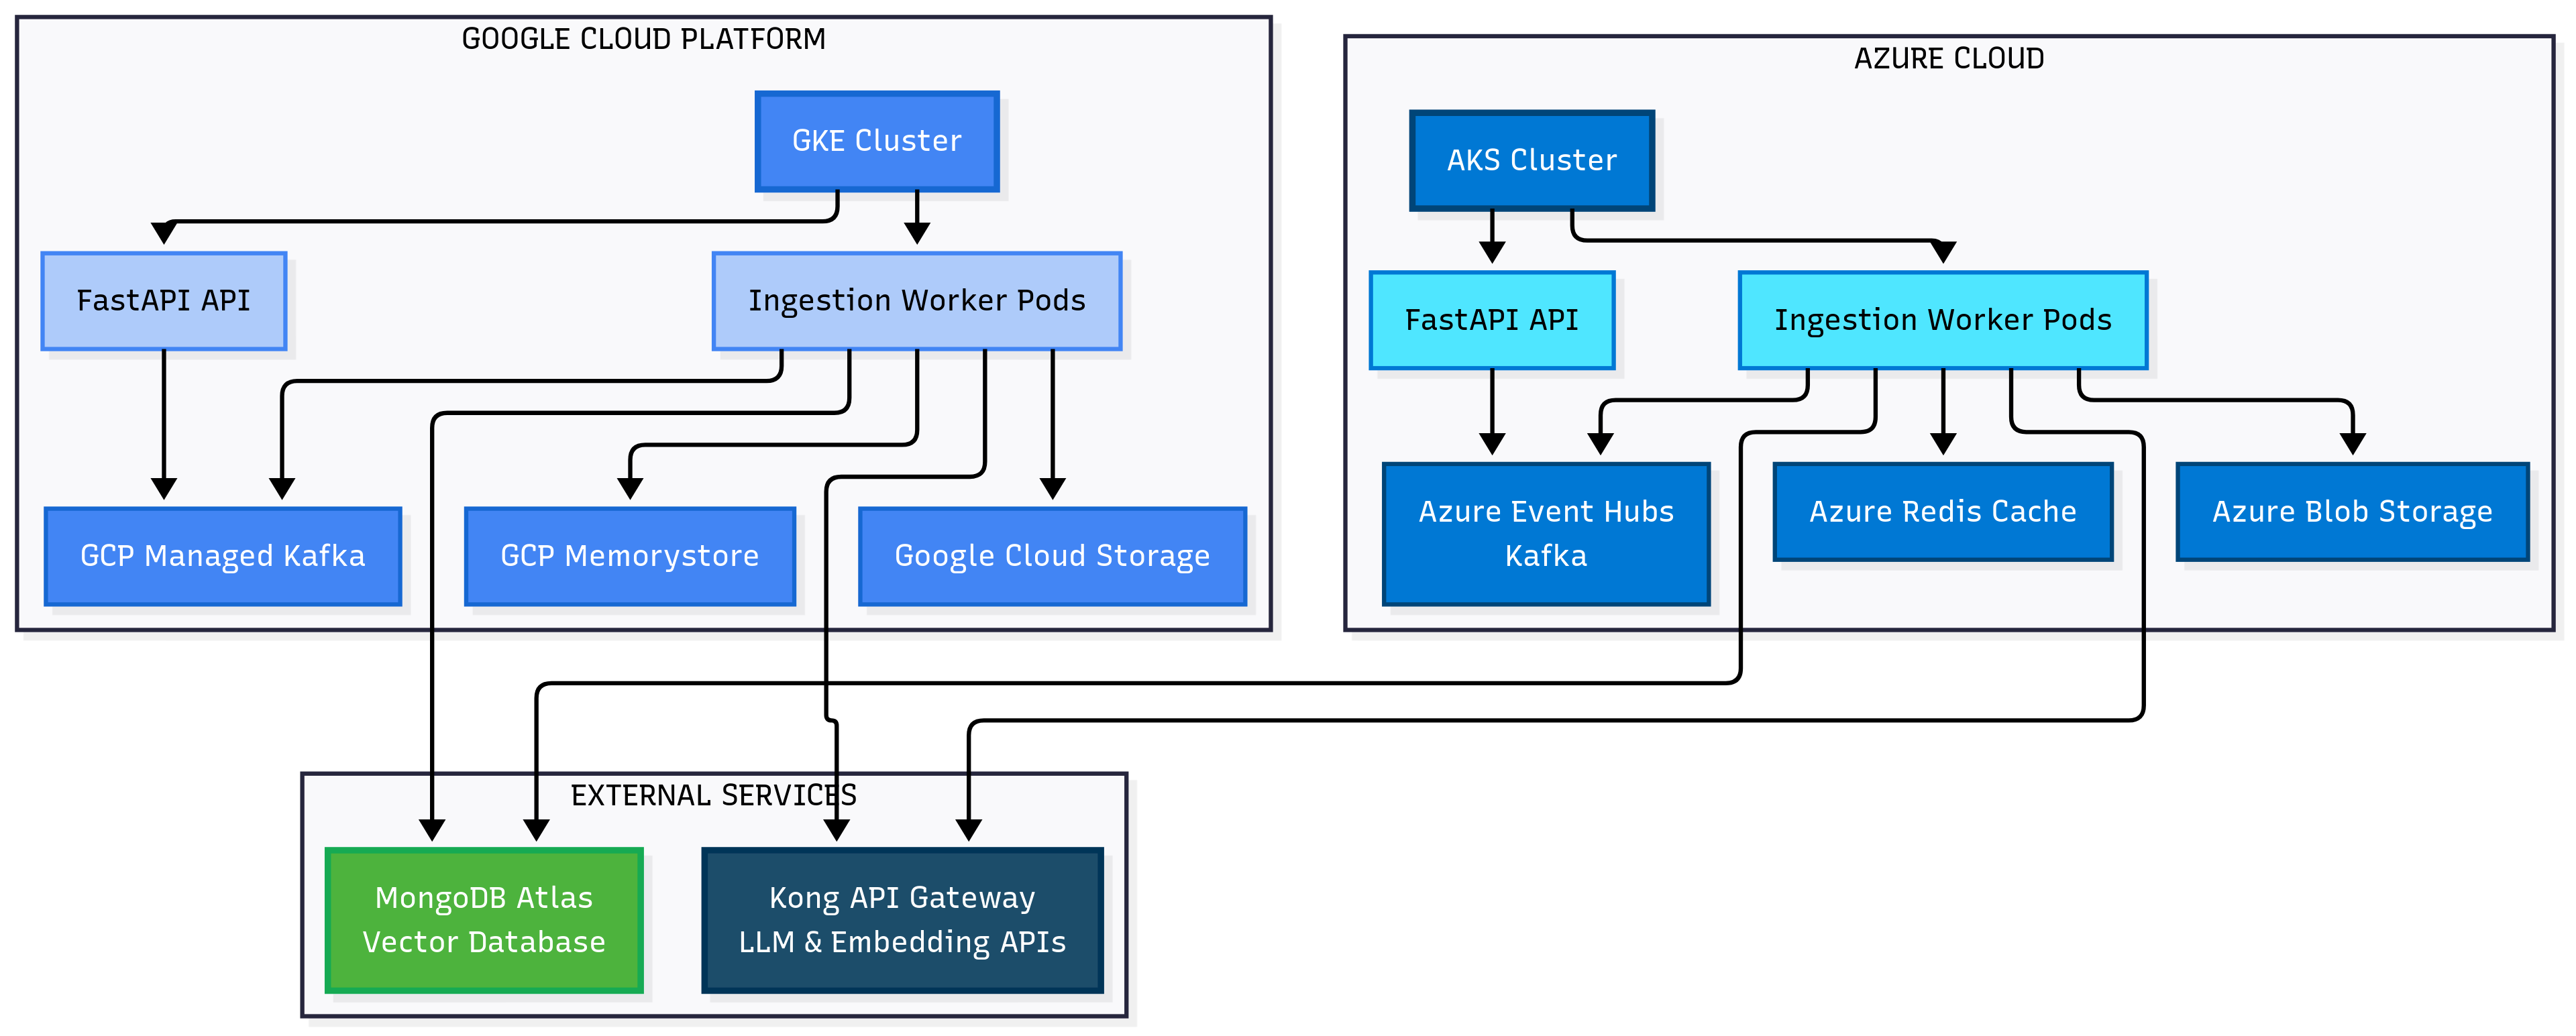 GOOGLE CLOUD PLATFORM
GKE Cluster
FastAPI API
Ingestion Worker Pods
GCP Managed Kafka
GCP Memorystore
Google Cloud Storage
AZURE CLOUD
AKS Cluster
FastAPI API
Ingestion Worker Pods
Azure Event Hubs
Kafka
Azure Redis Cache
Azure Blob Storage
EXTERNAL SERVICES
MongoDB Atlas
Vector Database
Kong API Gateway
LLM & Embedding APIs